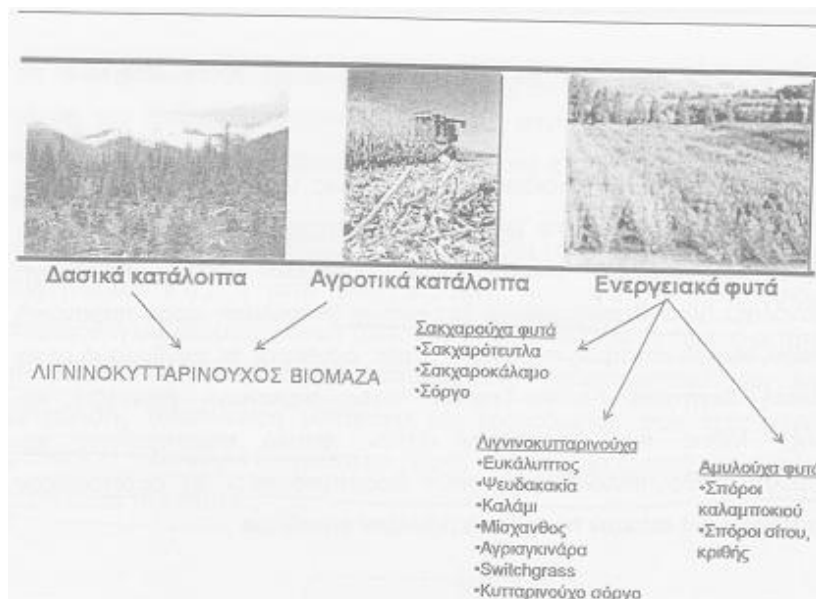 Δασικά κατάλοιπα
Αγροτικά κατάλοιπα
Ενεργειακά φυτά
ΛΙΓΝΙΝΟΚΥΤΤΑΡΙΝΟΥΧΟΣ ΒΙΟΜΑΖΑ
Σακχαρούχα φυτά
•Σακχαρότευτλα
•Σακχαροκάλαμο
•Σόργο
Λιγνινοκυτταρινούχα
•Ευκάλυπτος
•Ψευδακακία
•Καλάμι
•Μίσχανθος
•Αγριαγκινάρα
•Switchgrass
•Κυτταρινούχο σόργο
Αμυλούχα φυτά
•Σπόροι
καλαμποκιού
•Σπόροι σίτου,
κριθής